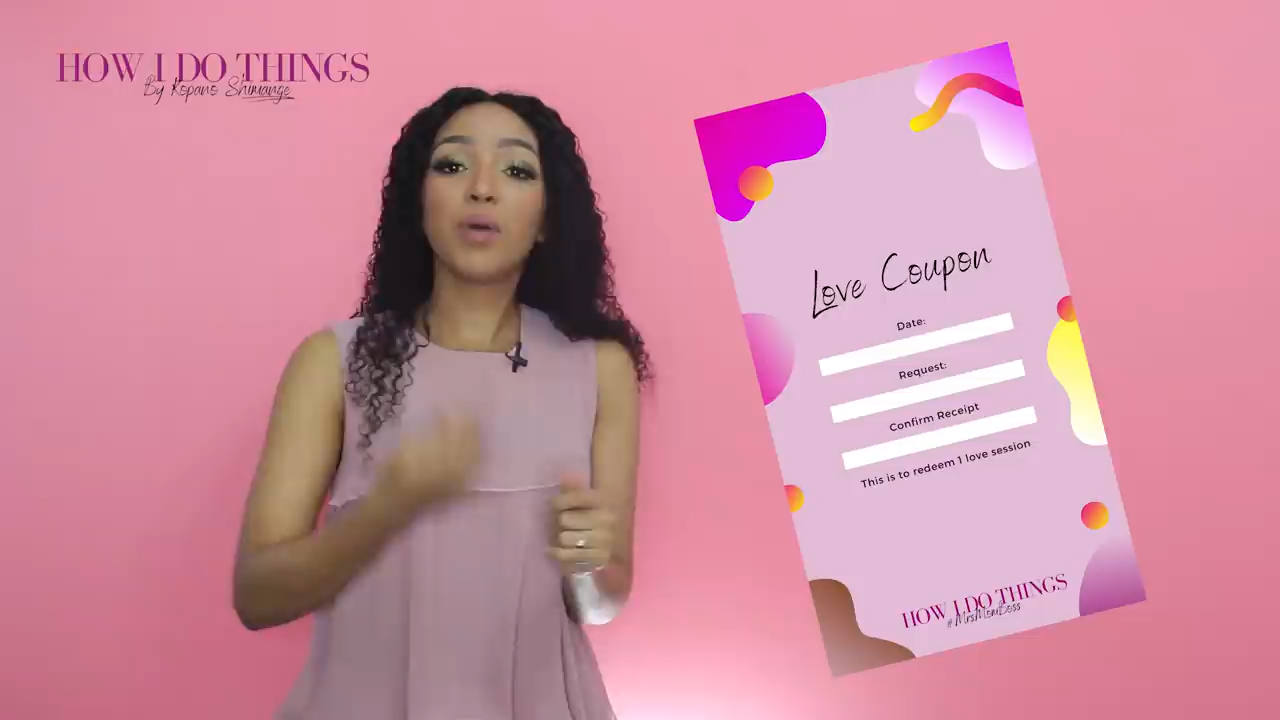 HOW I DO THINGS
By Kopano Shimange
Love Coupon
Date:
Request:
Confirm Receipt
This is to redeem 1 love session
HOW I DO THINGS
#MrsMomBoss